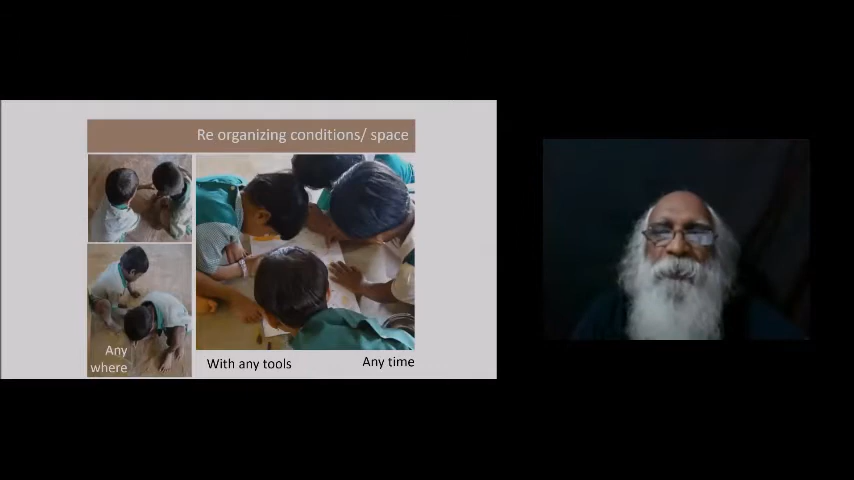 Re organizing conditions/ space
Any
where
With any tools
Any time